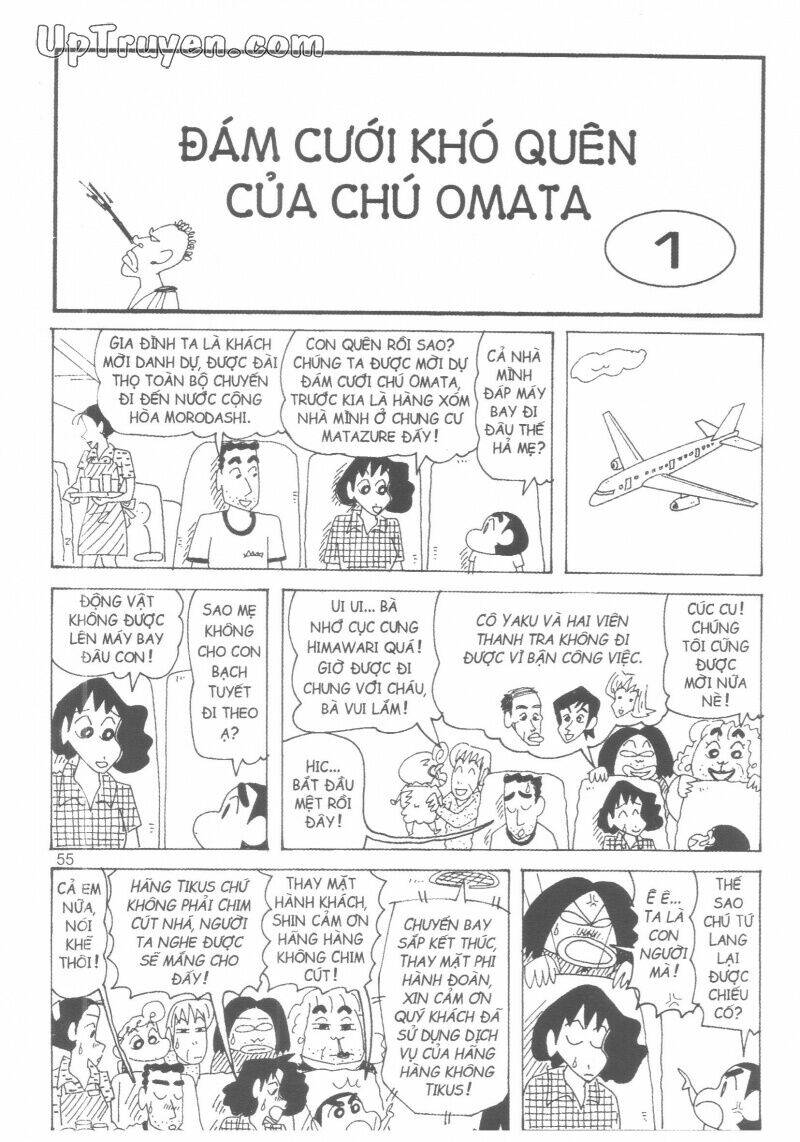 UpTruyen.com
ĐÁM CƯỚI KHÓ QUÊN
CỦA CHÚ OMATA
1
GIA ĐÌNH TA LÀ KHÁCH
MỜI DANH DỰ, ĐƯỢC ĐÀI
THỌ TOÀN BỘ CHUYẾN
ĐI ĐẾN NƯỚC CỘNG
HÒA MORODASHI.
CON QUÊN RỒI SAO?
CHÚNG TA ĐƯỢC MỜI DỰ
ĐÁM CƯỚI CHÚ OMATA,
TRƯỚC KIA LÀ HÀNG XÓM
NHÀ MÌNH Ở CHUNG CƯ
MATAZURE ĐẤY!
CẢ NHÀ
MÌNH
ĐÁP MÁY
BAY ĐI
ĐÂU THẾ
HẢ MẸ?
ĐỘNG VẬT
KHÔNG ĐƯỢC
LÊN MÁY BAY
ĐÂU CON!
SAO MẸ
KHÔNG
CHO CON
BẠCH
TUYẾT
ĐI THEO
Ạ?
UI UI... BÀ
NHỚ CỤC CƯNG
HIMAWARI QUÁ!
GIỜ ĐƯỢC ĐI
CHUNG VỚI CHÁU,
BÀ VUI LẮM!
HIC...
BẮT ĐẦU
MỆT RỒI
ĐÂY!
CÔ YAKU VÀ HAI VIÊN
THANH TRA KHÔNG ĐI
ĐƯỢC VÌ BẬN CÔNG VIỆC.
CÚC CU!
CHÚNG
TÔI CŨNG
ĐƯỢC
MỜI NỮA
NÈ!
55
CẢ EM
NỮA,
NÓI
KHẼ
THÔI!
HÃNG TIKUS CHỨ
KHÔNG PHẢI CHIM
CÚT NHÁ, NGƯỜI
TA NGHE ĐƯỢC
SẼ MẮNG CHO
ĐẤY!
THAY MẶT
HÀNH KHÁCH,
SHIN CẢM ƠN
HÃNG HÀNG
KHÔNG CHIM
CÚT!
CHUYẾN BAY
SẮP KẾT THÚC,
THAY MẶT PHI
HÀNH ĐOÀN,
XIN CẢM ƠN
QUÝ KHÁCH ĐÃ
SỬ DỤNG DỊCH
VỤ CỦA HÃNG
HÀNG KHÔNG
TIKUS!
Ê Ê...
TA LÀ
CON
NGƯỜI
MÀ!
THẾ
SAO
CHÚ TỨ
LANG
LẠI
ĐƯỢC
CHIẾU
CỐ?